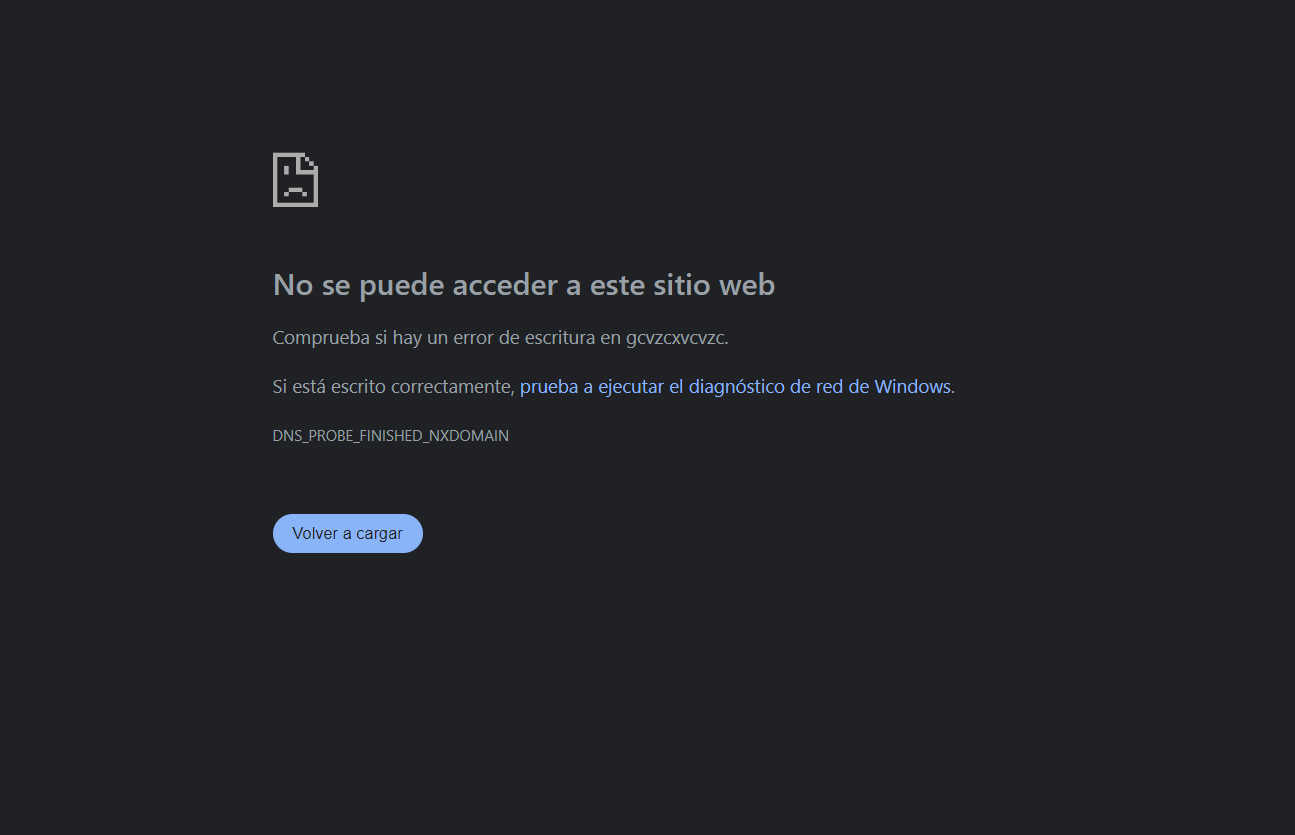 No se puede acceder a este sitio web
Comprueba si hay un error de escritura en gcvzcxvcvzc.
Si está escrito correctamente, prueba a ejecutar el diagnóstico de red de Windows.
DNS_PROBE_FINISHED_NXDOMAIN
Volver a cargar